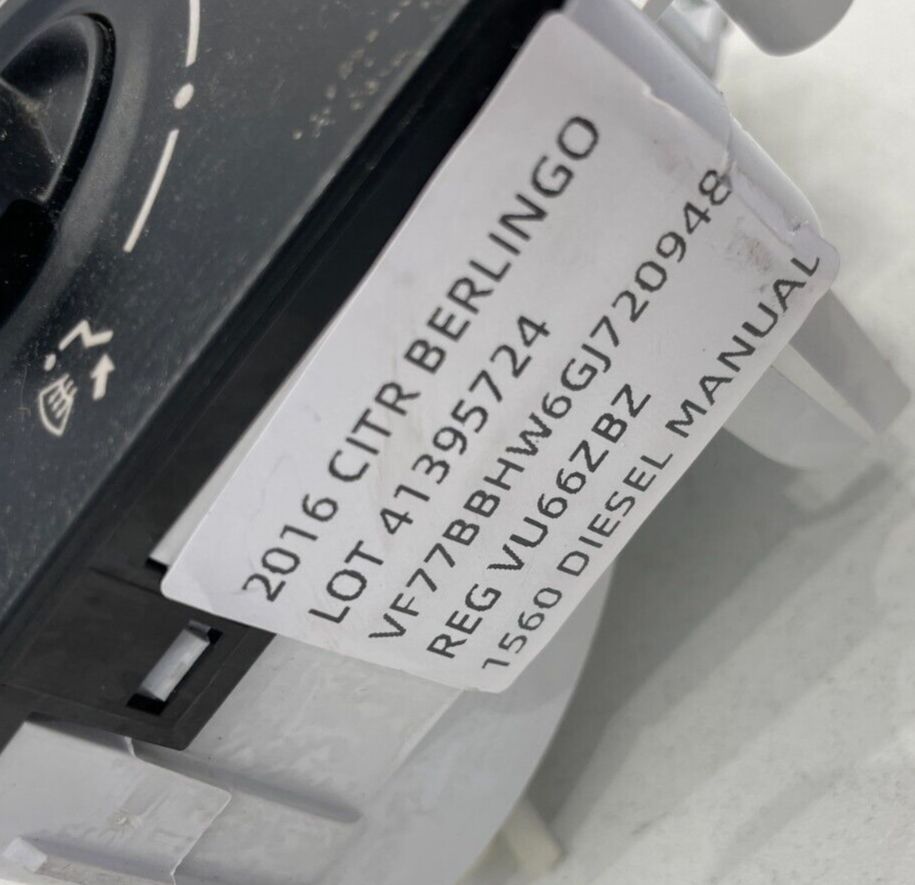 2016 CITR BERLINGO
LOT 41395724
VF77BBHW6GJ720948
REG VU66ZBZ
1560 DIESEL MANUAL